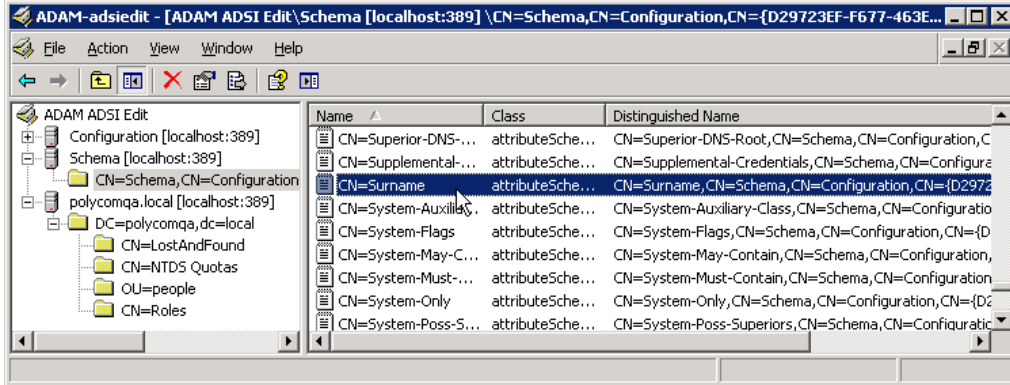 ADAM-adsiedit - [ADAM ADSI Edit\Schema [localhost:389] \CN=Schema,CN=Configuration,CN={D29723EF-F677-463E...
File Action View Window Help
ADAM ADSI Edit
Configuration [localhost:389]
Schema [localhost:389]
CN=Schema,CN=Configuration
polycomqa.local [localhost:389]
DC=polycomqa,dc=local
CN=LostAndFound
CN=NTDS Quotas
OU=people
CN=Roles
Name Class Distinguished Name
CN=Superior-DNS-... attributeSche... CN=Superior-DNS-Root,CN=Schema,CN=Configuration,C
CN=Supplemental-... attributeSche... CN=Supplemental-Credentials,CN=Schema,CN=Configura
CN=Surname attributeSche... CN=Surname,CN=Schema,CN=Configuration,CN={D2972
CN=System-Auxiliary... attributeSche... CN=System-Auxiliary-Class,CN=Schema,CN=Configuratio
CN=System-Flags attributeSche... CN=System-Flags,CN=Schema,CN=Configuration,CN={D
CN=System-May-C... attributeSche... CN=System-May-Contain,CN=Schema,CN=Configuration,
CN=System-Must-... attributeSche... CN=System-Must-Contain,CN=Schema,CN=Configuration
CN=System-Only attributeSche... CN=System-Only,CN=Schema,CN=Configuration,CN={D2
CN=System-Poss-S... attributeSche... CN=System-Poss-Superiors,CN=Schema,CN=Configuratic